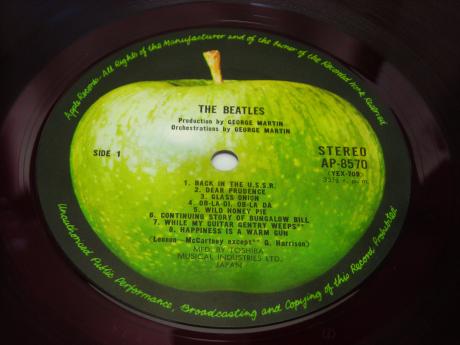 Apple Records · All Rights of the Manufacturer and of the Owner of the Recorded Work Reserved
THE BEATLES
Production by GEORGE MARTIN
Orchestrations by GEORGE MARTIN
SIDE 1
STEREO
AP-8570
(YEX-709)
33⅓ r. p. m.
1. BACK IN THE U.S.S.R.
2. DEAR PRUDENCE
3. GLASS ONION
4. OB-LA-DI, OB-LA DA
5. WILD HONEY PIE
6. CONTINUING STORY OF BUNGALOW BILL
7. WHILE MY GUITAR GENTRY WEEPS**
8. HAPPINESS IS A WARM GUN
(Lennon — McCartney except** G. Harrison)
MFD. BY TOSHIBA
MUSICAL INDUSTRIES LTD.
JAPAN
Unauthorised Public Performance, Broadcasting and Copying of this Record Prohibited